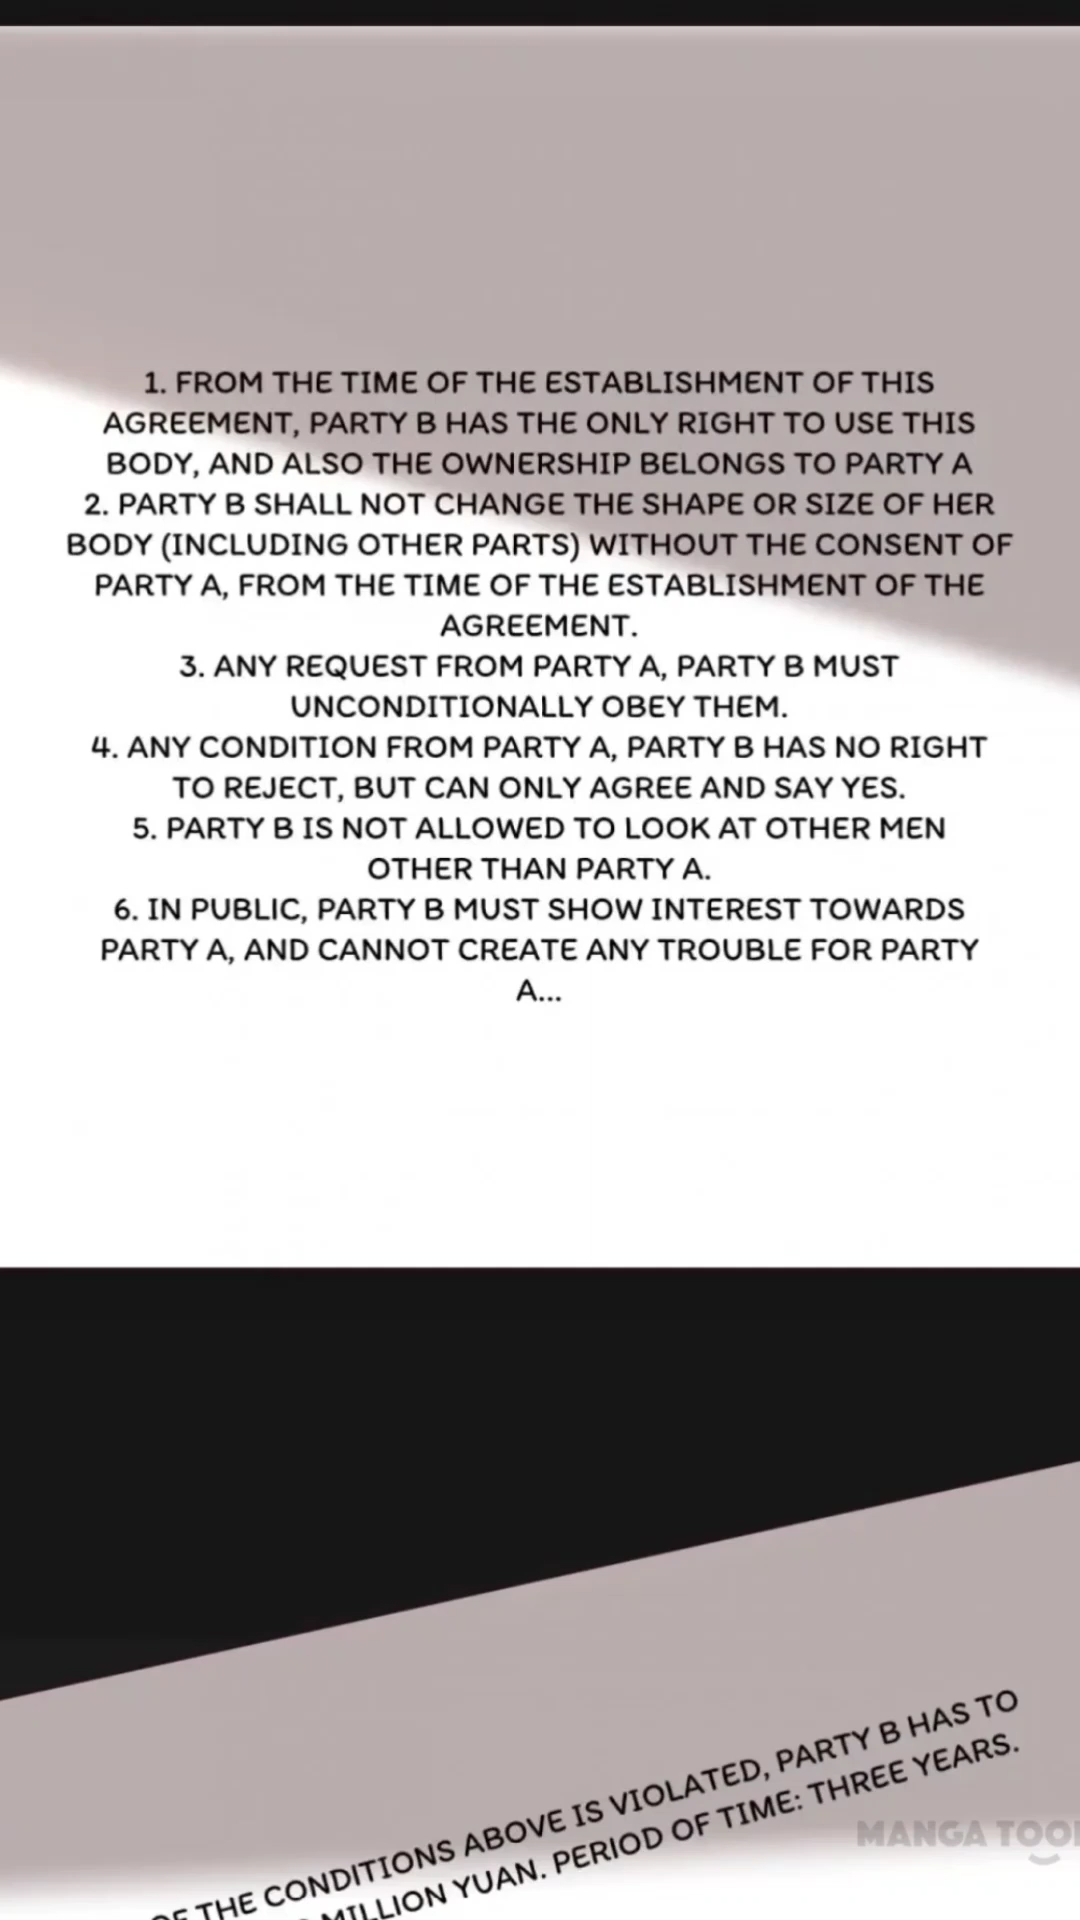 1. FROM THE TIME OF THE ESTABLISHMENT OF THIS
AGREEMENT, PARTY B HAS THE ONLY RIGHT TO USE THIS
BODY, AND ALSO THE OWNERSHIP BELONGS TO PARTY A
2. PARTY B SHALL NOT CHANGE THE SHAPE OR SIZE OF HER
BODY (INCLUDING OTHER PARTS) WITHOUT THE CONSENT OF
PARTY A, FROM THE TIME OF THE ESTABLISHMENT OF THE
AGREEMENT.
3. ANY REQUEST FROM PARTY A, PARTY B MUST
UNCONDITIONALLY OBEY THEM.
4. ANY CONDITION FROM PARTY A, PARTY B HAS NO RIGHT
TO REJECT, BUT CAN ONLY AGREE AND SAY YES.
5. PARTY B IS NOT ALLOWED TO LOOK AT OTHER MEN
OTHER THAN PARTY A.
6. IN PUBLIC, PARTY B MUST SHOW INTEREST TOWARDS
PARTY A, AND CANNOT CREATE ANY TROUBLE FOR PARTY
A...
OF THE CONDITIONS ABOVE IS VIOLATED, PARTY B HAS TO
MILLION YUAN. PERIOD OF TIME: THREE YEARS.
MANGA